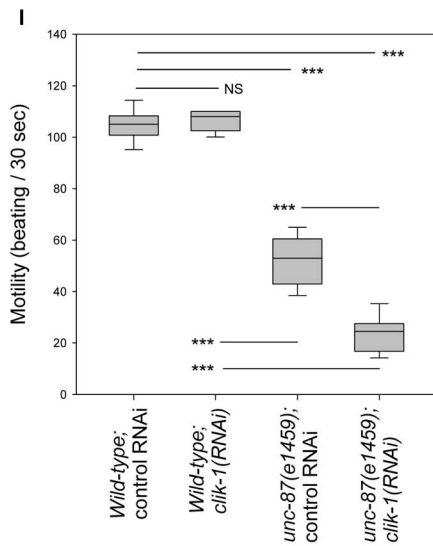 I
***
***
NS
***
***
***
Motility (beating / 30 sec)
140
120
100
80
60
40
20
0
Wild-type;
control RNAi
Wild-type;
clik-1(RNAi)
unc-87(e1459);
control RNAi
unc-87(e1459);
clik-1(RNAi)